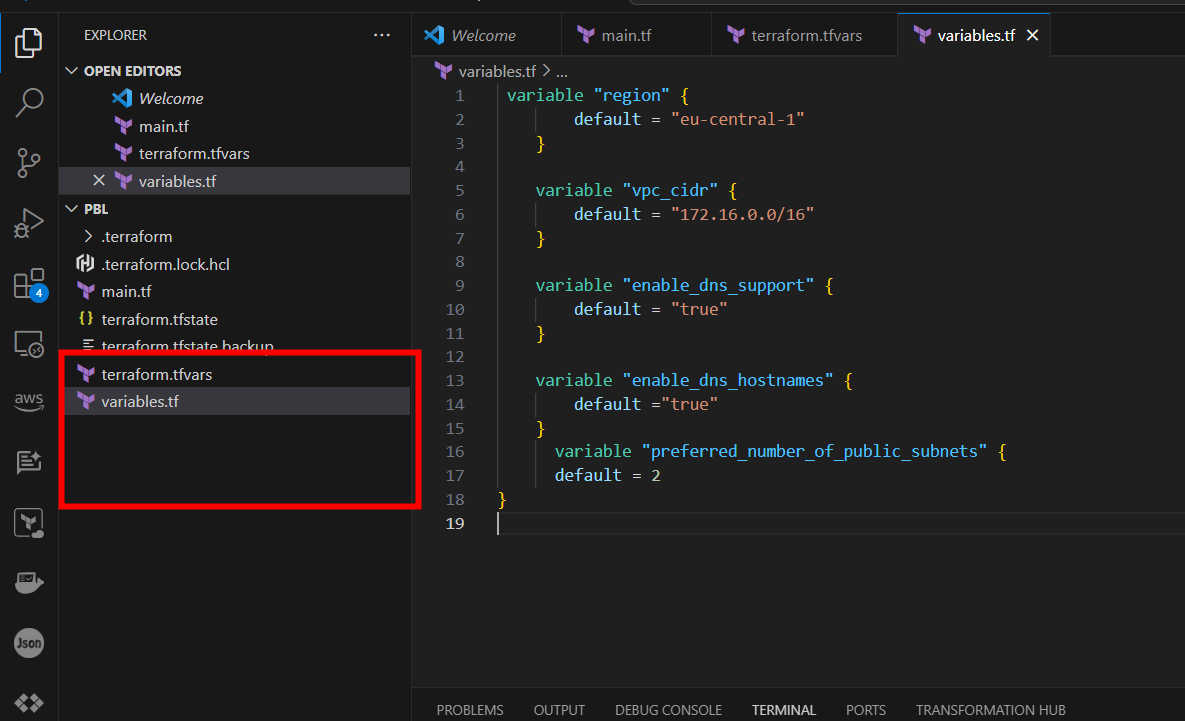 EXPLORER
OPEN EDITORS
Welcome
main.tf
terraform.tfvars
variables.tf
PBL
.terraform
.terraform.lock.hcl
main.tf
terraform.tfstate
terraform.tfstate.backup
terraform.tfvars
variables.tf
4
aws
Json
Welcome
main.tf
terraform.tfvars
variables.tf
variables.tf > ...
1 variable "region" {
2 default = "eu-central-1"
3 }
4
5 variable "vpc_cidr" {
6 default = "172.16.0.0/16"
7 }
8
9 variable "enable_dns_support" {
10 default = "true"
11 }
12
13 variable "enable_dns_hostnames" {
14 default ="true"
15 }
16 variable "preferred_number_of_public_subnets" {
17 default = 2
18 }
19
PROBLEMS OUTPUT DEBUG CONSOLE TERMINAL PORTS TRANSFORMATION HUB